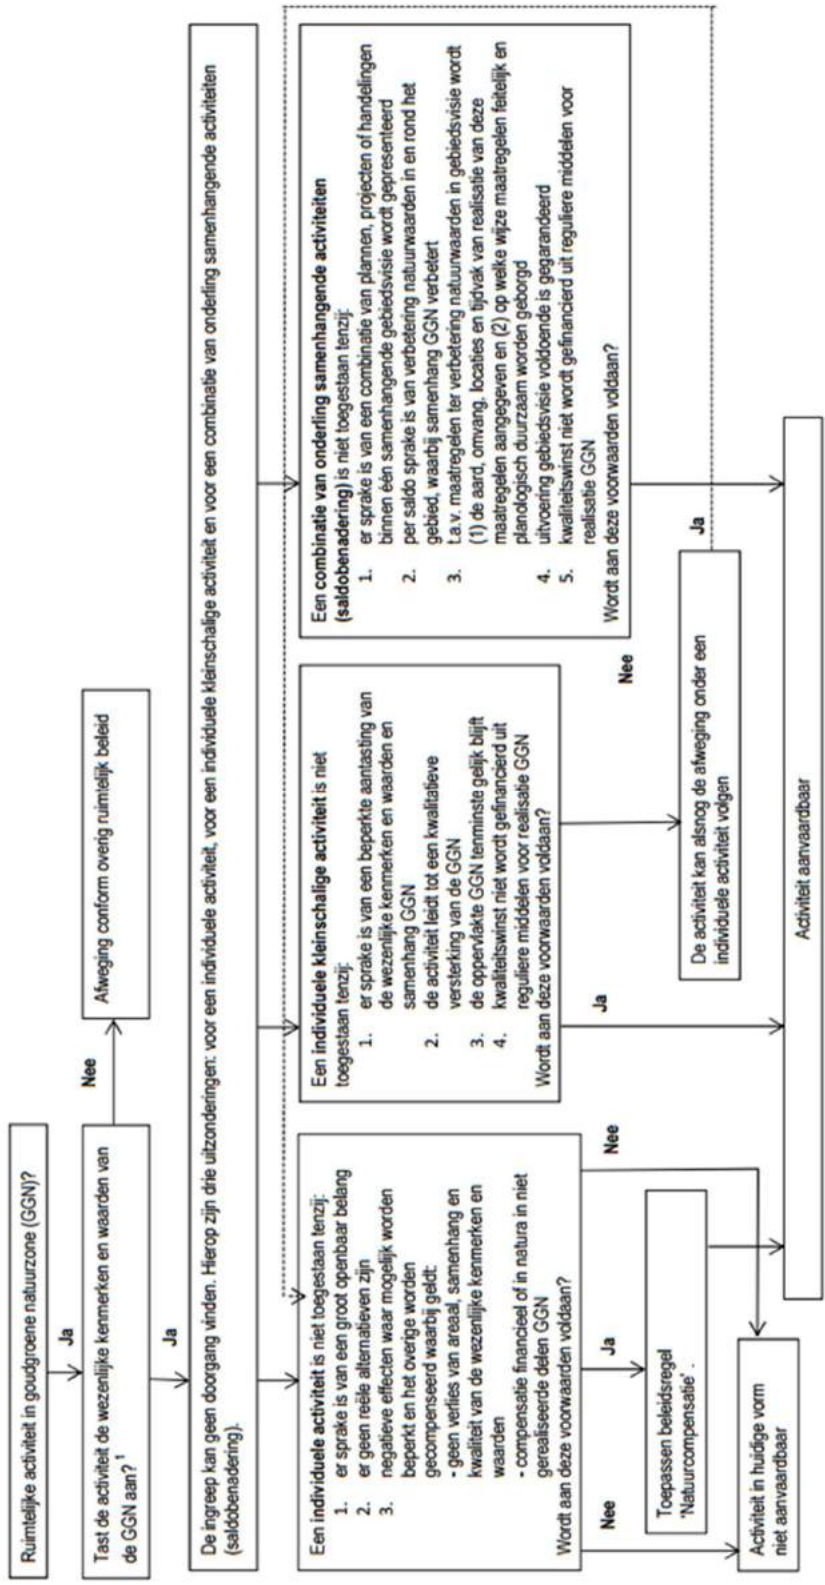 Ruimtelijke activiteit in goudgroene natuurzone (GGN)?
Ja
Tast de activiteit de wezenlijke kenmerken en waarden van
de GGN aan? 1
Nee
Afweging conform overig ruimtelijk beleid
Ja
De ingreep kan geen doorgang vinden. Hierop zijn drie uitzonderingen: voor een individuele activiteit, voor een individuele kleinschalige activiteit en voor een combinatie van onderling samenhangende activiteiten
(saldobenadering).
Een individuele activiteit is niet toegestaan tenzij:
1. er sprake is van een groot openbaar belang
2. er geen reële alternatieven zijn
3. negatieve effecten waar mogelijk worden
beperkt en het overige worden
gecompenseerd waarbij geldt:
- geen verlies van areaal, samenhang en
kwaliteit van de wezenlijke kenmerken en
waarden
- compensatie financieel of in natura in niet
gerealiseerde delen GGN
Wordt aan deze voorwaarden voldaan?
Een individuele kleinschalige activiteit is niet
toegestaan tenzij:
1. er sprake is van een beperkte aantasting van
de wezenlijke kenmerken en waarden en
samenhang GGN
2. de activiteit leidt tot een kwalitatieve
versterking van de GGN
3. de oppervlakte GGN tenminste gelijk blijft
4. kwaliteitswinst niet wordt gefinancierd uit
reguliere middelen voor realisatie GGN
Wordt aan deze voorwaarden voldaan?
Een combinatie van onderling samenhangende activiteiten
(saldobenadering) is niet toegestaan tenzij:
1. er sprake is van een combinatie van plannen, projecten of handelingen
binnen één samenhangende gebiedsvisie wordt gepresenteerd
2. per saldo sprake is van verbetering natuurwaarden in en rond het
gebied, waarbij samenhang GGN verbetert
3. t.a.v. maatregelen ter verbetering natuurwaarden in gebiedsvisie wordt
(1) de aard, omvang, locaties en tijdvak van realisatie van deze
maatregelen aangegeven en (2) op welke wijze maatregelen feitelijk en
planologisch duurzaam worden geborgd
4. uitvoering gebiedsvisie voldoende is gegarandeerd
5. kwaliteitswinst niet wordt gefinancierd uit reguliere middelen voor
realisatie GGN
Wordt aan deze voorwaarden voldaan?
Nee
Ja
Nee
Ja
Nee
Toepassen beleidsregel
'Natuurcompensatie'.
De activiteit kan alsnog de afweging onder een
individuele activiteit volgen
Ja
Activiteit in huidige vorm
niet aanvaardbaar
Activiteit aanvaardbaar